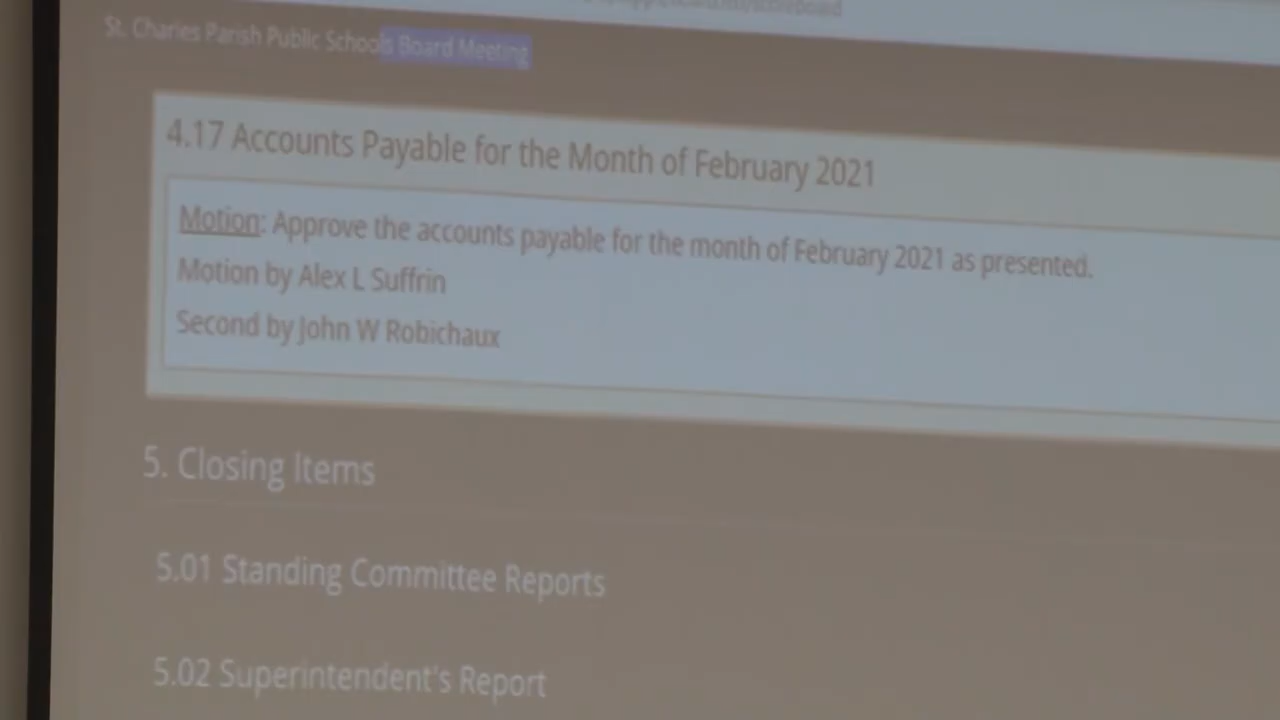 St. Charles Parish Public Schools Board Meeting
4.17 Accounts Payable for the Month of February 2021
Motion: Approve the accounts payable for the month of February 2021 as presented.
Motion by Alex L Suffrin
Second by John W Robichaux
5. Closing Items
5.01 Standing Committee Reports
5.02 Superintendent's Report